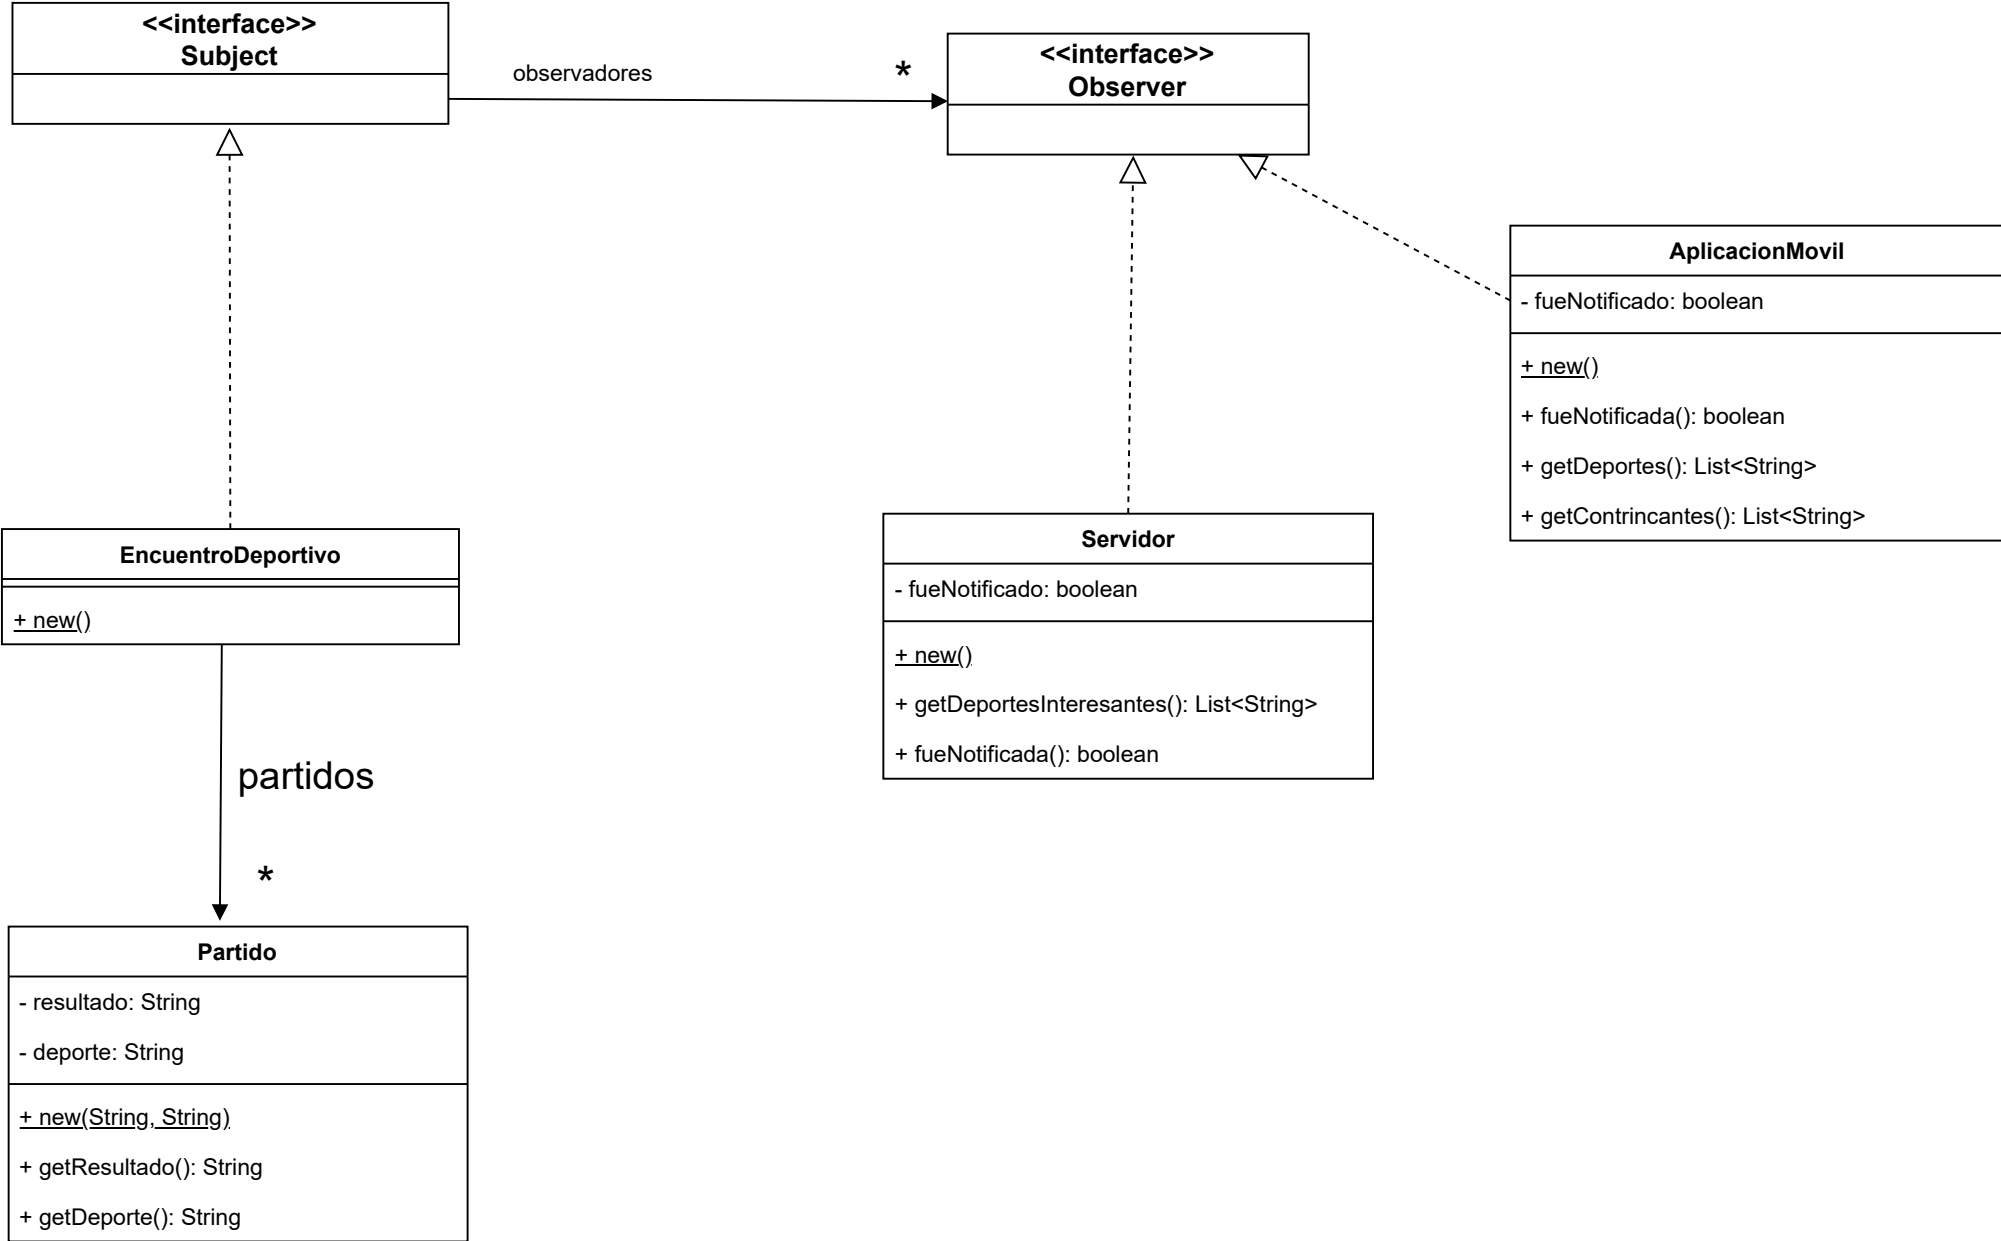 <<interface>>
Subject
observadores
*
<<interface>>
Observer
AplicacionMovil
- fueNotificado: boolean
+ new()
+ fueNotificada(): boolean
+ getDeportes(): List<String>
+ getContrincantes(): List<String>
EncuentroDeportivo
+ new()
Servidor
- fueNotificado: boolean
+ new()
+ getDeportesInteresantes(): List<String>
+ fueNotificada(): boolean
partidos
*
Partido
- resultado: String
- deporte: String
+ new(String, String)
+ getResultado(): String
+ getDeporte(): String